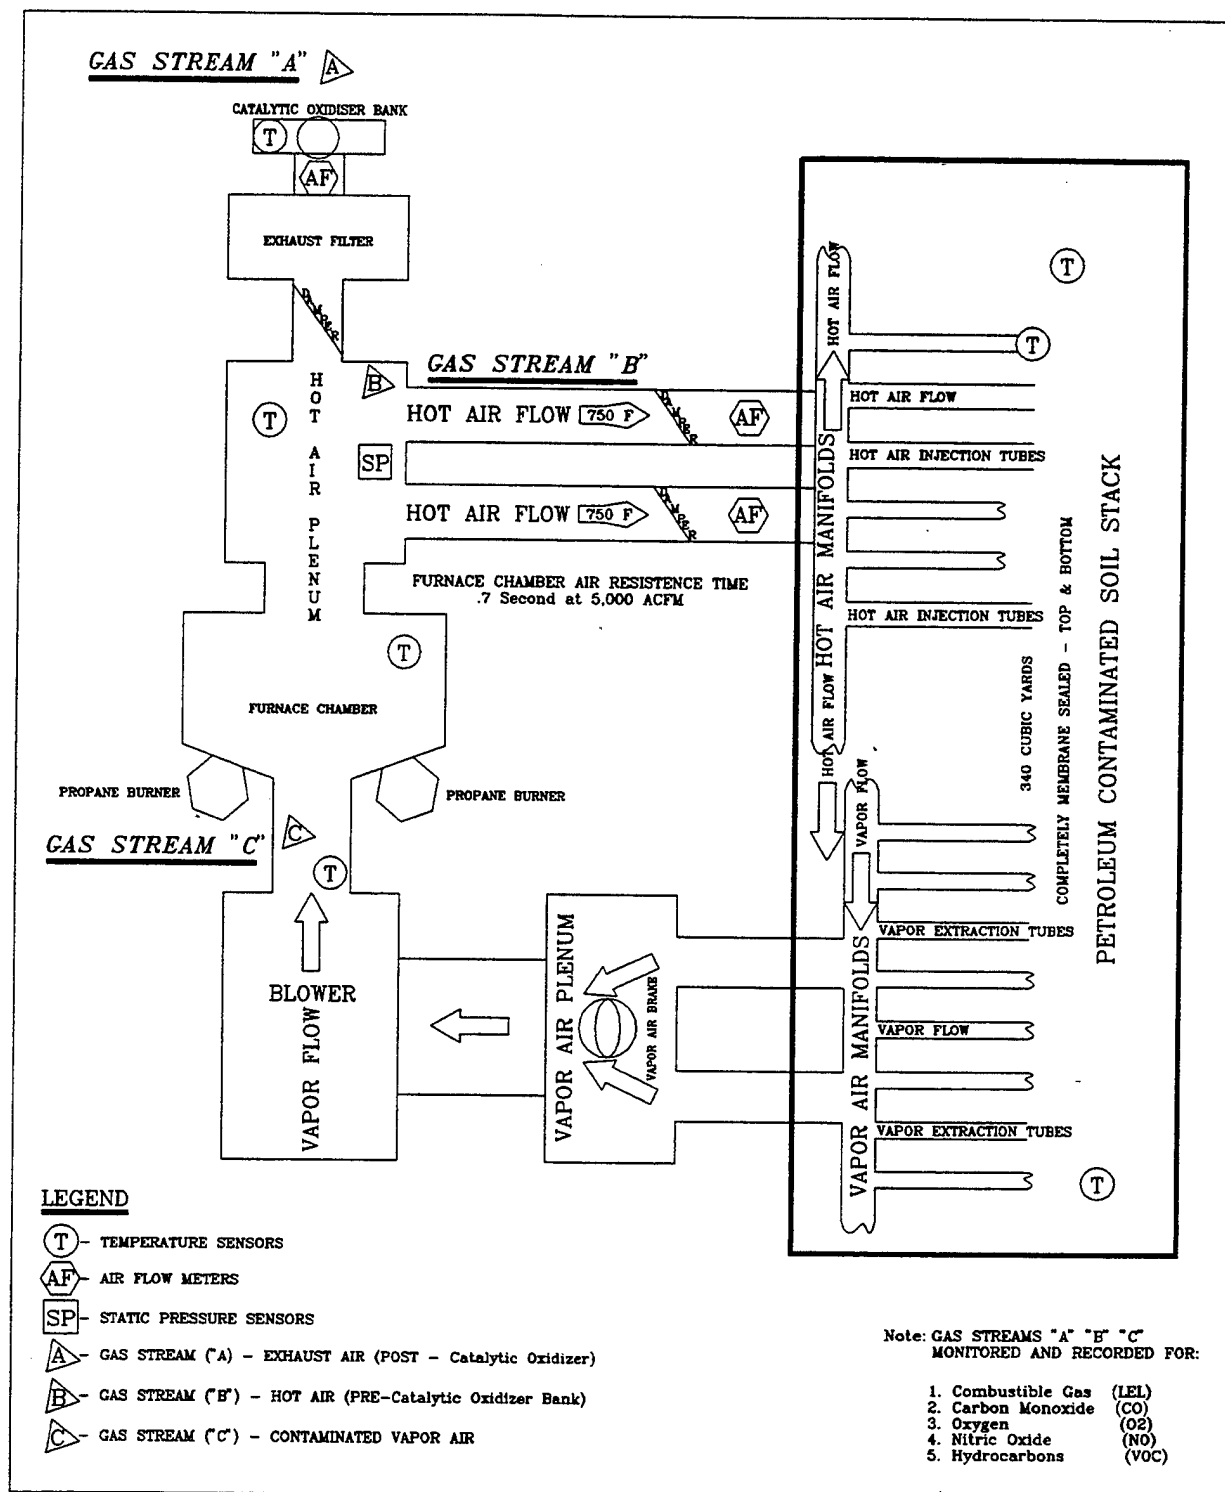 GAS STREAM "A" A
CATALYTIC OXIDISER BANK
T
AF
EXHAUST FILTER
DAMPER
HOT AIR PLENUM
T
B
SP
GAS STREAM "B"
HOT AIR FLOW 750 F DAMPER AF
HOT AIR FLOW 750 F DAMPER AF
FURNACE CHAMBER AIR RESISTENCE TIME
.7 Second at 5,000 ACFM
T
FURNACE CHAMBER
PROPANE BURNER
PROPANE BURNER
GAS STREAM "C" C
T
BLOWER
VAPOR FLOW
VAPOR AIR PLENUM
VAPOR AIR BRAKE
HOT AIR FLOW
HOT AIR MANIFOLDS
HOT AIR FLOW
HOT AIR FLOW
T
T
HOT AIR FLOW
HOT AIR INJECTION TUBES
HOT AIR INJECTION TUBES
340 CUBIC YARDS
COMPLETELY MEMBRANE SEALED - TOP & BOTTOM
PETROLEUM CONTAMINATED SOIL STACK
VAPOR FLOW
VAPOR AIR MANIFOLDS
VAPOR AIR MANIFOLDS
VAPOR EXTRACTION TUBES
VAPOR FLOW
VAPOR EXTRACTION TUBES
T
LEGEND
T - TEMPERATURE SENSORS
AF - AIR FLOW METERS
SP - STATIC PRESSURE SENSORS
A - GAS STREAM ("A) - EXHAUST AIR (POST - Catalytic Oxidizer)
B - GAS STREAM ("B") - HOT AIR (PRE-Catalytic Oxidizer Bank)
C - GAS STREAM ("C") - CONTAMINATED VAPOR AIR
Note: GAS STREAMS "A" "B" "C"
MONITORED AND RECORDED FOR:
1. Combustible Gas (LEL)
2. Carbon Monoxide (CO)
3. Oxygen (O2)
4. Nitric Oxide (NO)
5. Hydrocarbons (VOC)